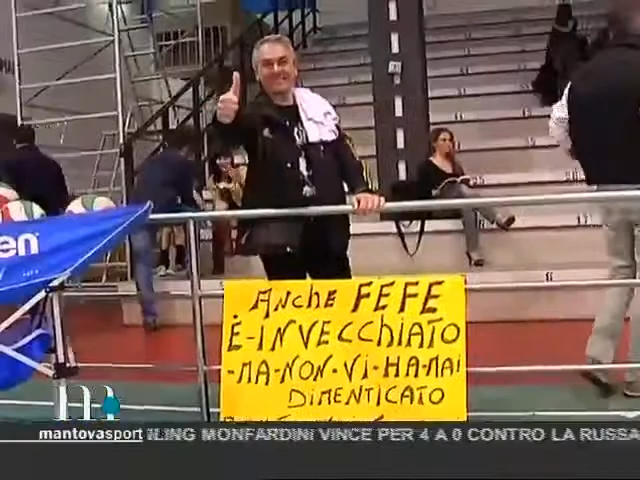 Anche FEFE
È-INVECCHIATO
-MA-NON-VI-HA-MAI
DIMENTICATO
en
m
mantovasport
ILING MONFARDINI VINCE PER 4 A 0 CONTRO LA RUSSA